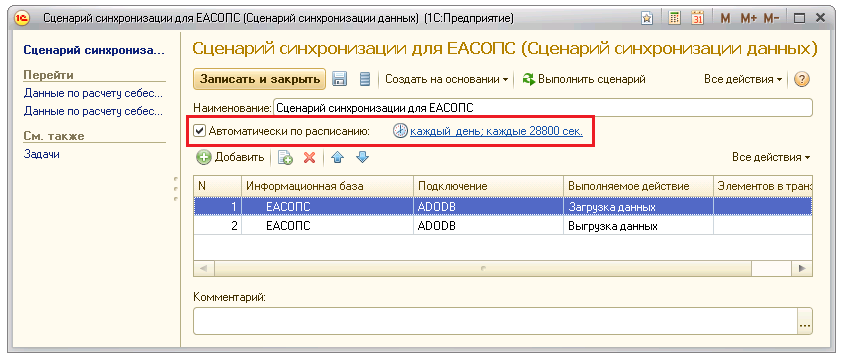 Сценарий синхронизации для ЕАСОПС (Сценарий синхронизации данных) (1С:Предприятие)
M M+ M-
Сценарий синхрониза...
Перейти
Данные по расчету себес...
Данные по расчету себес...
См. также
Задачи
Сценарий синхронизации для ЕАСОПС (Сценарий синхронизации данных)
Записать и закрыть Создать на основании Выполнить сценарий Все действия
Наименование: Сценарий синхронизации для ЕАСОПС
Автоматически по расписанию: каждый день; каждые 28800 сек.
Добавить Все действия
N Информационная база Подключение Выполняемое действие Элементов в тран
1 ЕАСОПС ADODB Загрузка данных
2 ЕАСОПС ADODB Выгрузка данных
Комментарий: